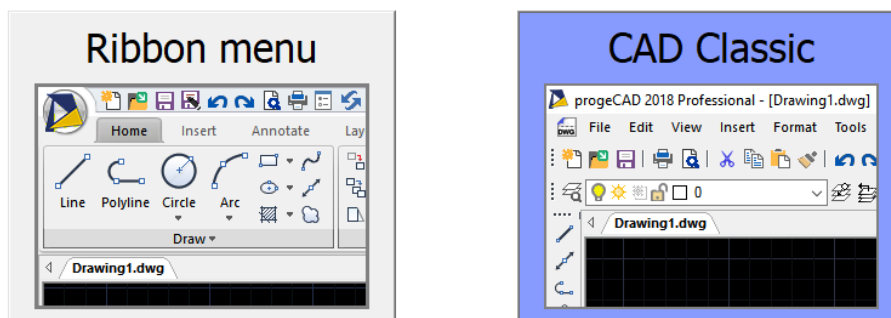 Ribbon menu
Home Insert Annotate Lay
Line Polyline Circle Arc
Draw
Drawing1.dwg
CAD Classic
progeCAD 2018 Professional - [Drawing1.dwg]
DWG File Edit View Insert Format Tools
0
Drawing1.dwg